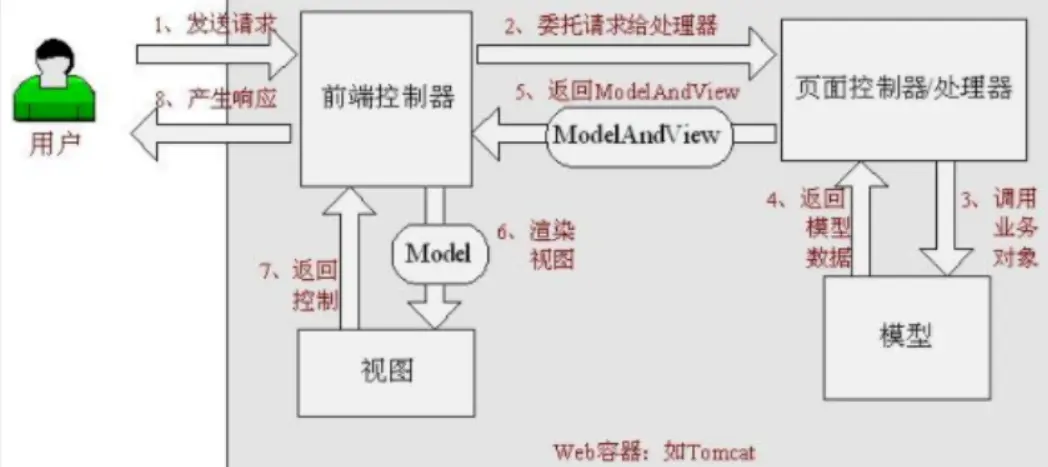 1、发送请求
2、委托请求给处理器
用户
8、产生响应
前端控制器
5、返回ModelAndView
ModelAndView
页面控制器/处理器
4、返回
模型
数据
3、调用
业务
对象
6、渲染
视图
Model
7、返回
控制
视图
模型
Web容器：如Tomcat